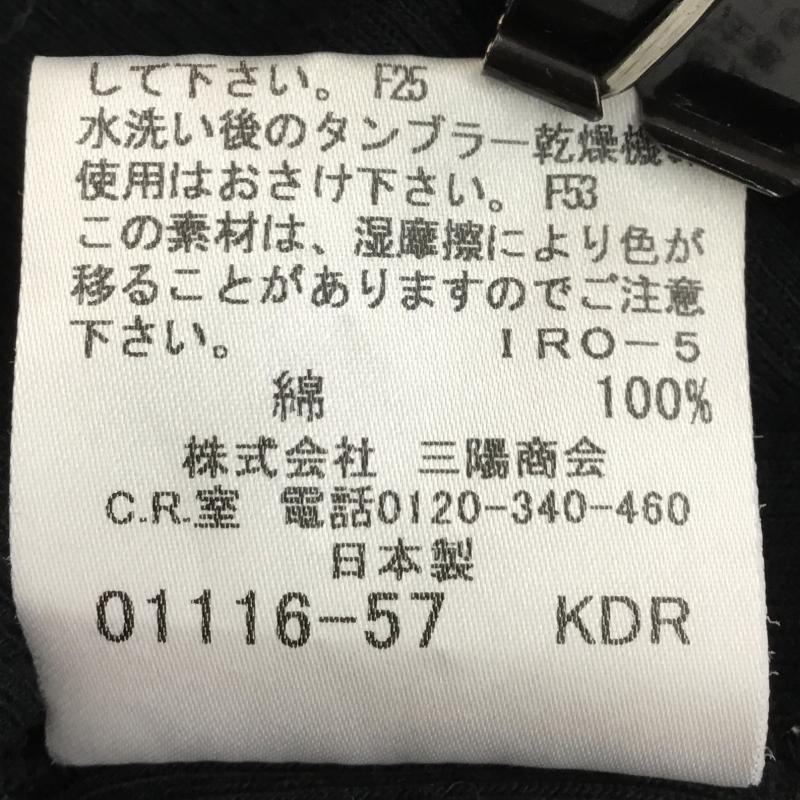 して下さい。 F25
水洗い後のタンブラー乾燥機
使用はおさけ下さい。 F53
この素材は、湿摩擦により色が
移ることがありますのでご注意
下さい。 IRO-5
綿 100%
株式会社 三陽商会
C.R.室 電話0120-340-460
日本製
01116-57 KDR